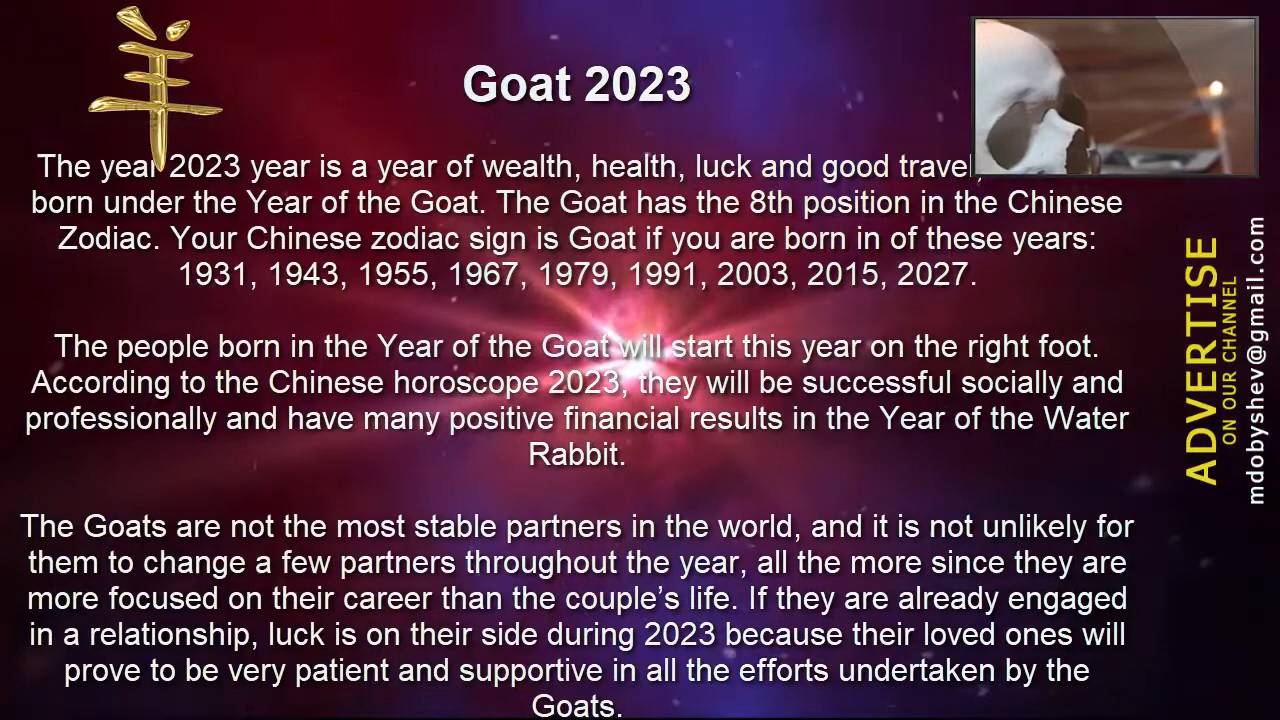 羊
Goat 2023
The year 2023 year is a year of wealth, health, luck and good travel,
born under the Year of the Goat. The Goat has the 8th position in the Chinese
Zodiac. Your Chinese zodiac sign is Goat if you are born in of these years:
1931, 1943, 1955, 1967, 1979, 1991, 2003, 2015, 2027.
The people born in the Year of the Goat will start this year on the right foot.
According to the Chinese horoscope 2023, they will be successful socially and
professionally and have many positive financial results in the Year of the Water
Rabbit.
The Goats are not the most stable partners in the world, and it is not unlikely for
them to change a few partners throughout the year, all the more since they are
more focused on their career than the couple’s life. If they are already engaged
in a relationship, luck is on their side during 2023 because their loved ones will
prove to be very patient and supportive in all the efforts undertaken by the
Goats.
ADVERTISE
ON OUR CHANNEL
mdobyshev@gmail.com